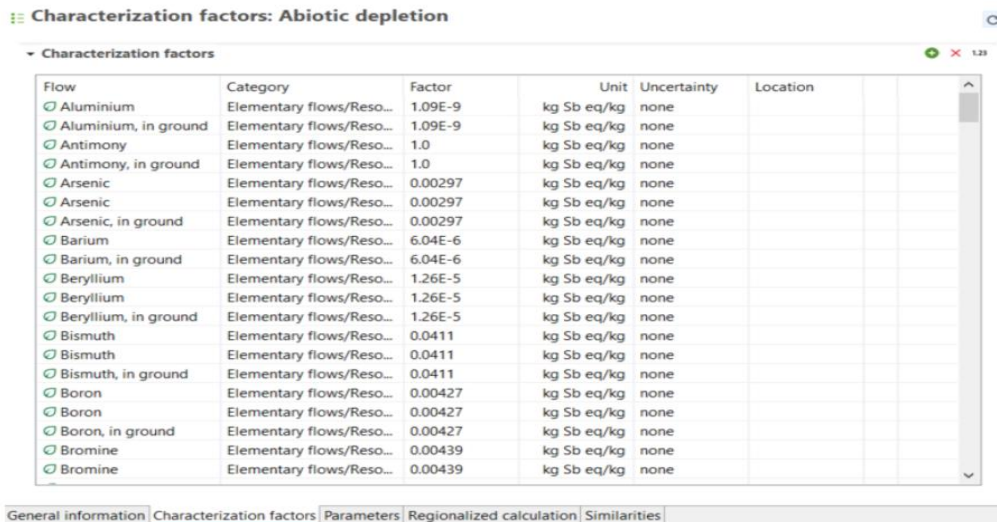 Characterization factors: Abiotic depletion
Characterization factors
1.23
Flow Category Factor Unit Uncertainty Location
Aluminium Elementary flows/Reso... 1.09E-9 kg Sb eq/kg none
Aluminium, in ground Elementary flows/Reso... 1.09E-9 kg Sb eq/kg none
Antimony Elementary flows/Reso... 1.0 kg Sb eq/kg none
Antimony, in ground Elementary flows/Reso... 1.0 kg Sb eq/kg none
Arsenic Elementary flows/Reso... 0.00297 kg Sb eq/kg none
Arsenic Elementary flows/Reso... 0.00297 kg Sb eq/kg none
Arsenic, in ground Elementary flows/Reso... 0.00297 kg Sb eq/kg none
Barium Elementary flows/Reso... 6.04E-6 kg Sb eq/kg none
Barium, in ground Elementary flows/Reso... 6.04E-6 kg Sb eq/kg none
Beryllium Elementary flows/Reso... 1.26E-5 kg Sb eq/kg none
Beryllium Elementary flows/Reso... 1.26E-5 kg Sb eq/kg none
Beryllium, in ground Elementary flows/Reso... 1.26E-5 kg Sb eq/kg none
Bismuth Elementary flows/Reso... 0.0411 kg Sb eq/kg none
Bismuth Elementary flows/Reso... 0.0411 kg Sb eq/kg none
Bismuth, in ground Elementary flows/Reso... 0.0411 kg Sb eq/kg none
Boron Elementary flows/Reso... 0.00427 kg Sb eq/kg none
Boron Elementary flows/Reso... 0.00427 kg Sb eq/kg none
Boron, in ground Elementary flows/Reso... 0.00427 kg Sb eq/kg none
Bromine Elementary flows/Reso... 0.00439 kg Sb eq/kg none
Bromine Elementary flows/Reso... 0.00439 kg Sb eq/kg none
General information Characterization factors Parameters Regionalized calculation Similarities